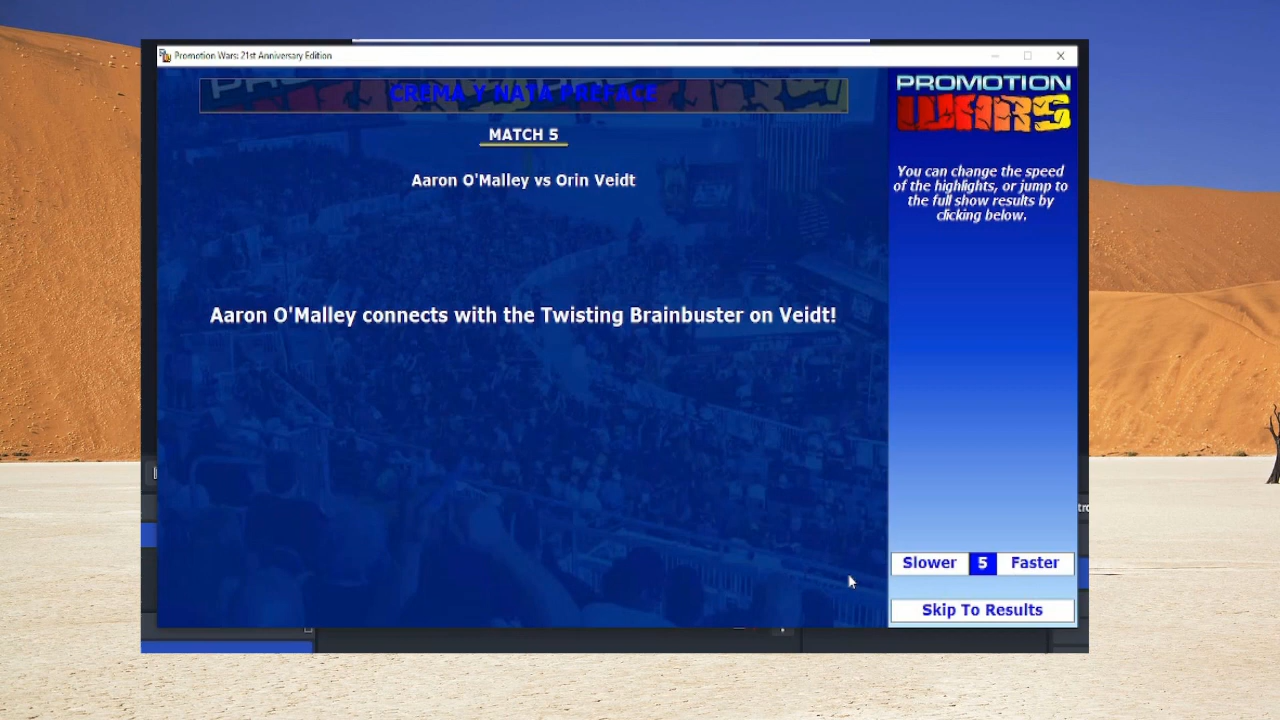 Promotion Wars: 21st Anniversary Edition
CREMA Y NATA PREFACE
MATCH 5
Aaron O'Malley vs Orin Veidt
Aaron O'Malley connects with the Twisting Brainbuster on Veidt!
PROMOTION
WARS
You can change the speed
of the highlights, or jump to
the full show results by
clicking below.
Slower 5 Faster
Skip To Results